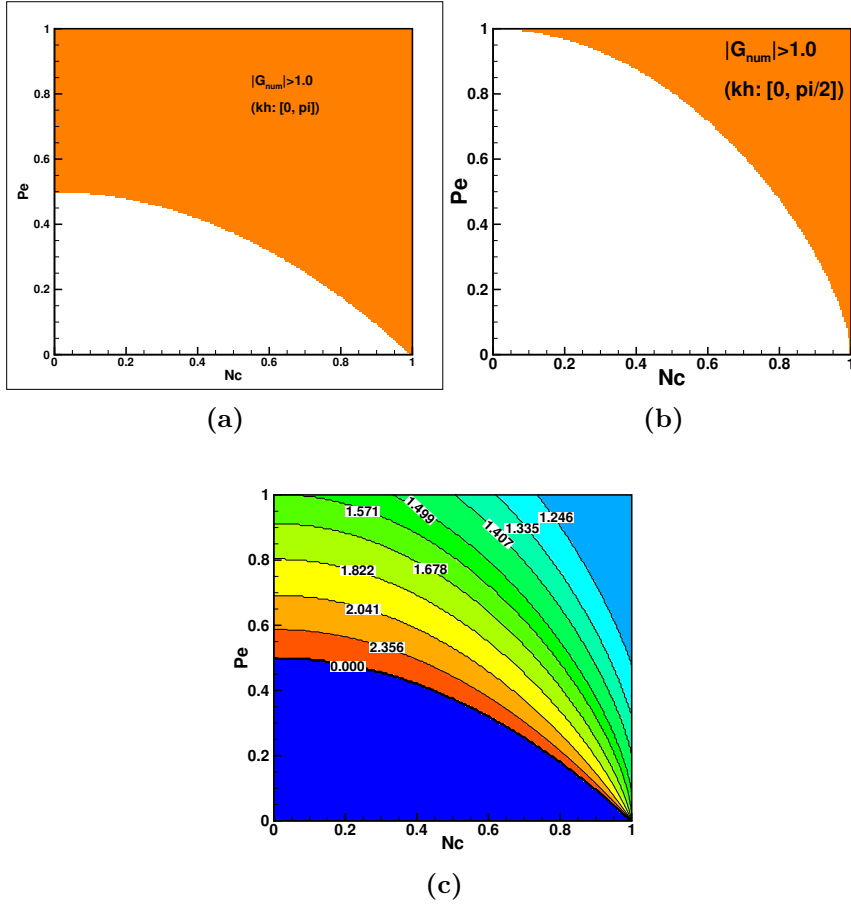 1
0.8
0.6
0.4
0.2
0
Pe
|Gnum|>1.0
(kh: [0, pi])
0 0.2 0.4 0.6 0.8 1
Nc
(a)
1
0.8
0.6
0.4
0.2
0
Pe
|Gnum|>1.0
(kh: [0, pi/2])
0 0.2 0.4 0.6 0.8 1
Nc
(b)
1
0.8
0.6
0.4
0.2
0
Pe
1.571
1.499
1.407
1.335
1.246
1.822
1.678
2.041
2.356
0.000
0 0.2 0.4 0.6 0.8 1
Nc
(c)